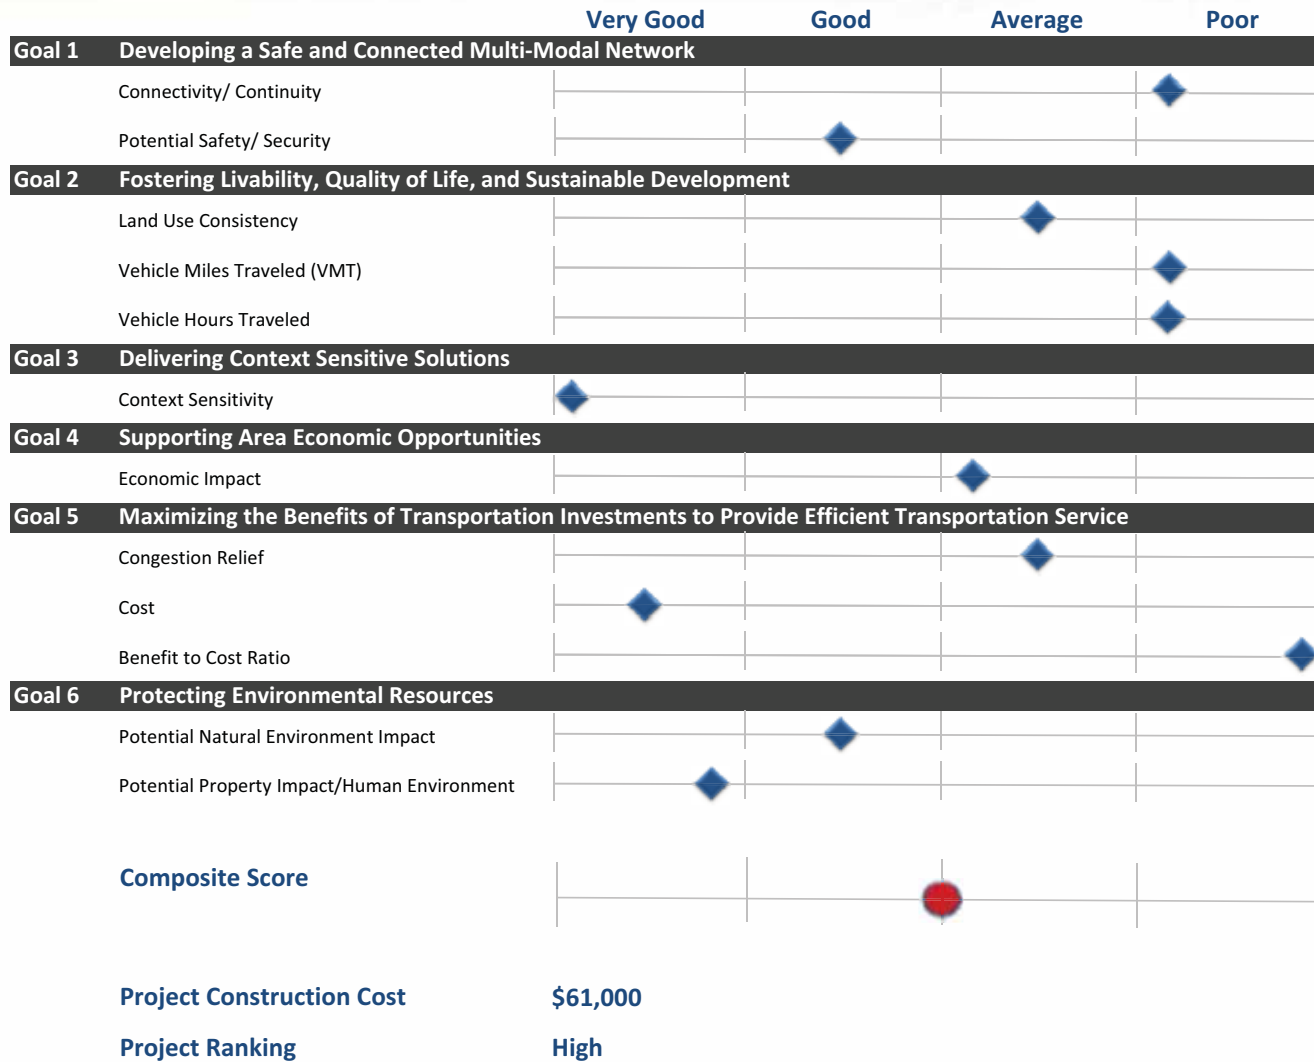 Very Good Good Average Poor
Goal 1 Developing a Safe and Connected Multi-Modal Network
Connectivity/ Continuity
Potential Safety/ Security
Goal 2 Fostering Livability, Quality of Life, and Sustainable Development
Land Use Consistency
Vehicle Miles Traveled (VMT)
Vehicle Hours Traveled
Goal 3 Delivering Context Sensitive Solutions
Context Sensitivity
Goal 4 Supporting Area Economic Opportunities
Economic Impact
Goal 5 Maximizing the Benefits of Transportation Investments to Provide Efficient Transportation Service
Congestion Relief
Cost
Benefit to Cost Ratio
Goal 6 Protecting Environmental Resources
Potential Natural Environment Impact
Potential Property Impact/Human Environment
Composite Score
Project Construction Cost $61,000
Project Ranking High